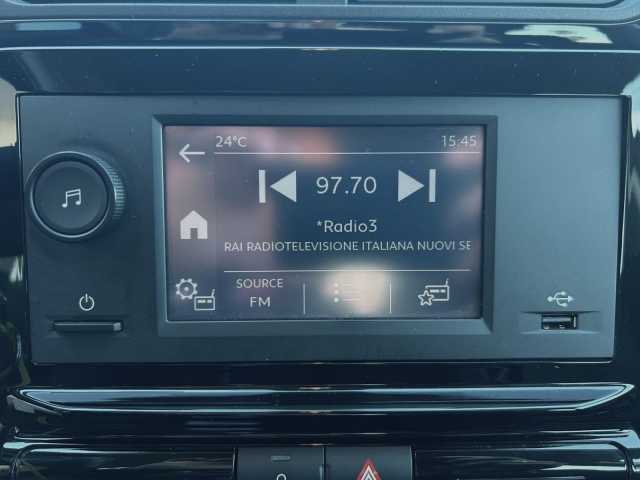 24°C 15:45
97.70
*Radio3
RAI RADIOTELEVISIONE ITALIANA NUOVI SE
SOURCE
FM